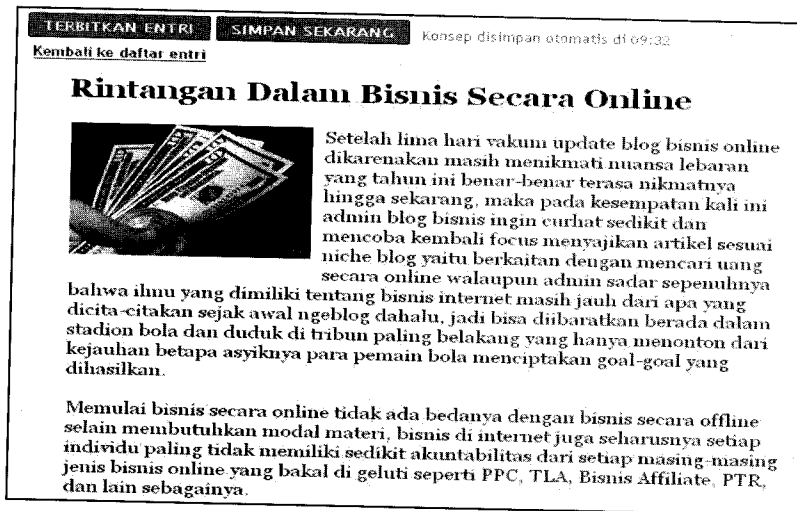 TERBITKAN ENTRI
SIMPAN SEKARANG
Konsep disimpan otomatis di 09:32
Kembali ke daftar entri
Rintangan Dalam Bisnis Secara Online
Setelah lima hari vakum update blog bisnis online
dikarenakan masih menikmati nuansa lebaran
yang tahun ini benar-benar terasa nikmatnya
hingga sekarang, maka pada kesempatan kali ini
admin blog bisnis ingin curhat sedikit dan
mencoba kembali focus menyajikan artikel sesuai
niche blog yaitu berkaitan dengan mencari uang
secara online walaupun admin sadar sepenuhnya
bahwa ilmu yang dimiliki tentang bisnis internet masih jauh dari apa yang
dicita-citakan sejak awal ngeblog dahalu, jadi bisa diibaratkan berada dalam
stadion bola dan duduk di tribun paling belakang yang hanya menonton dari
kejauhan betapa asyiknya para pemain bola menciptakan goal-goal yang
dihasilkan.
Memulai bisnis secara online tidak ada bedanya dengan bisnis secara offline
selain membutuhkan modal materi, bisnis di internet juga seharusnya setiap
individu paling tidak memiliki sedikit akuntabilitas dari setiap masing-masing
jenis bisnis online yang bakal di geluti seperti PPC, TLA, Bisnis Affiliate, PTR,
dan lain sebagainya.